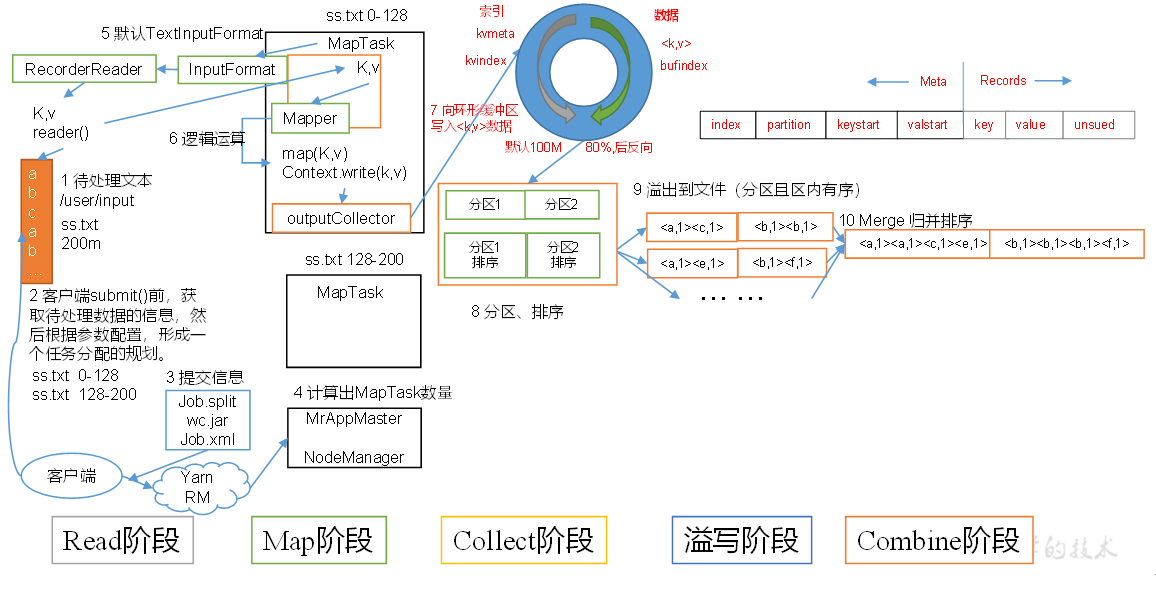 ss.txt 0-128
5 默认TextInputFormat
MapTask
RecorderReader
InputFormat
K,v
K,v
reader()
Mapper
6 逻辑运算
map(K,v)
Context.write(k,v)
outputCollector
a
b
c
a
b
...
1 待处理文本
/user/input
ss.txt
200m
2 客户端submit()前，获
取待处理数据的信息，然
后根据参数配置，形成一
个任务分配的规划。
ss.txt 0-128
ss.txt 128-200
3 提交信息
Job.split
wc.jar
Job.xml
客户端
Yarn
RM
ss.txt 128-200
MapTask
4 计算出MapTask数量
MrAppMaster
NodeManager
索引
kvmeta
kvindex
数据
<k,v>
bufindex
7 向环形缓冲区
写入<k,v>数据
默认100M
80%,后反向
Meta
Records
index partition keystart valstart key value unsued
分区1 分区2
分区1
排序
分区2
排序
8 分区、排序
9 溢出到文件（分区且区内有序）
<a,1><c,1> <b,1><b,1>
<a,1><e,1> <b,1><f,1>
... ...
10 Merge 归并排序
<a,1><a,1><c,1><e,1> <b,1><b,1><b,1><f,1>
Read阶段
Map阶段
Collect阶段
溢写阶段
Combine阶段
的技术